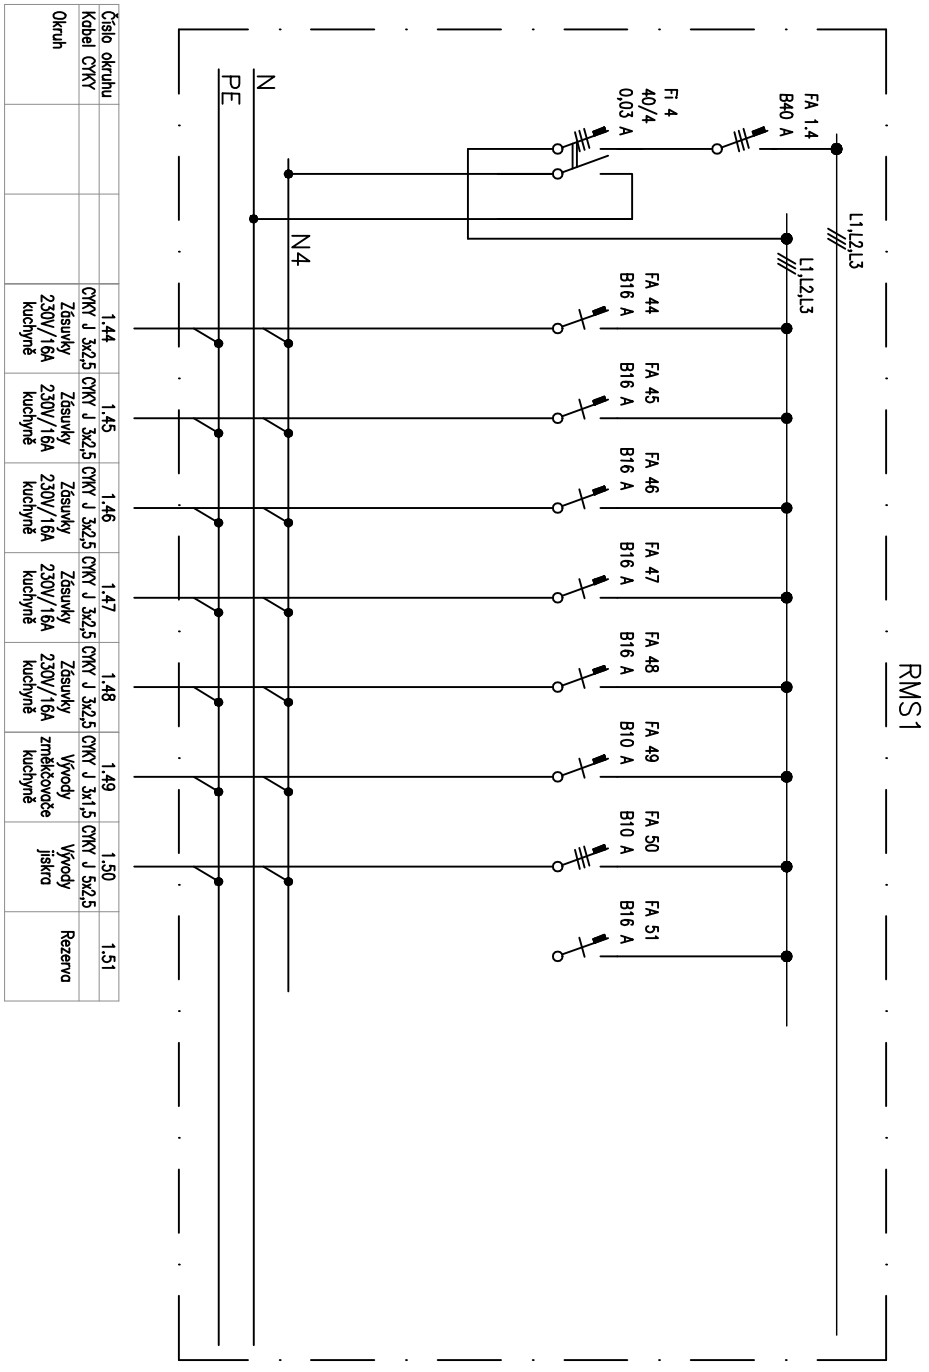 RMS1
L1,L2,L3
FA 1.4
B40 A
L1,L2,L3
Fi 4
40/4
0,03 A
FA 44
B16 A
FA 45
B16 A
FA 46
B16 A
FA 47
B16 A
FA 48
B16 A
FA 49
B10 A
FA 50
B10 A
FA 51
B16 A
N4
N
PE
Číslo okruhu
1.44
1.45
1.46
1.47
1.48
1.49
1.50
1.51
Kabel CYKY
CYKY J 3x2,5
CYKY J 3x2,5
CYKY J 3x2,5
CYKY J 3x2,5
CYKY J 3x2,5
CYKY J 3x1,5
CYKY J 5x2,5
Okruh
Zásuvky
230V/16A
kuchyně
Zásuvky
230V/16A
kuchyně
Zásuvky
230V/16A
kuchyně
Zásuvky
230V/16A
kuchyně
Zásuvky
230V/16A
kuchyně
Vývody
změkčovače
kuchyně
Vývody
jiskra
Rezerva